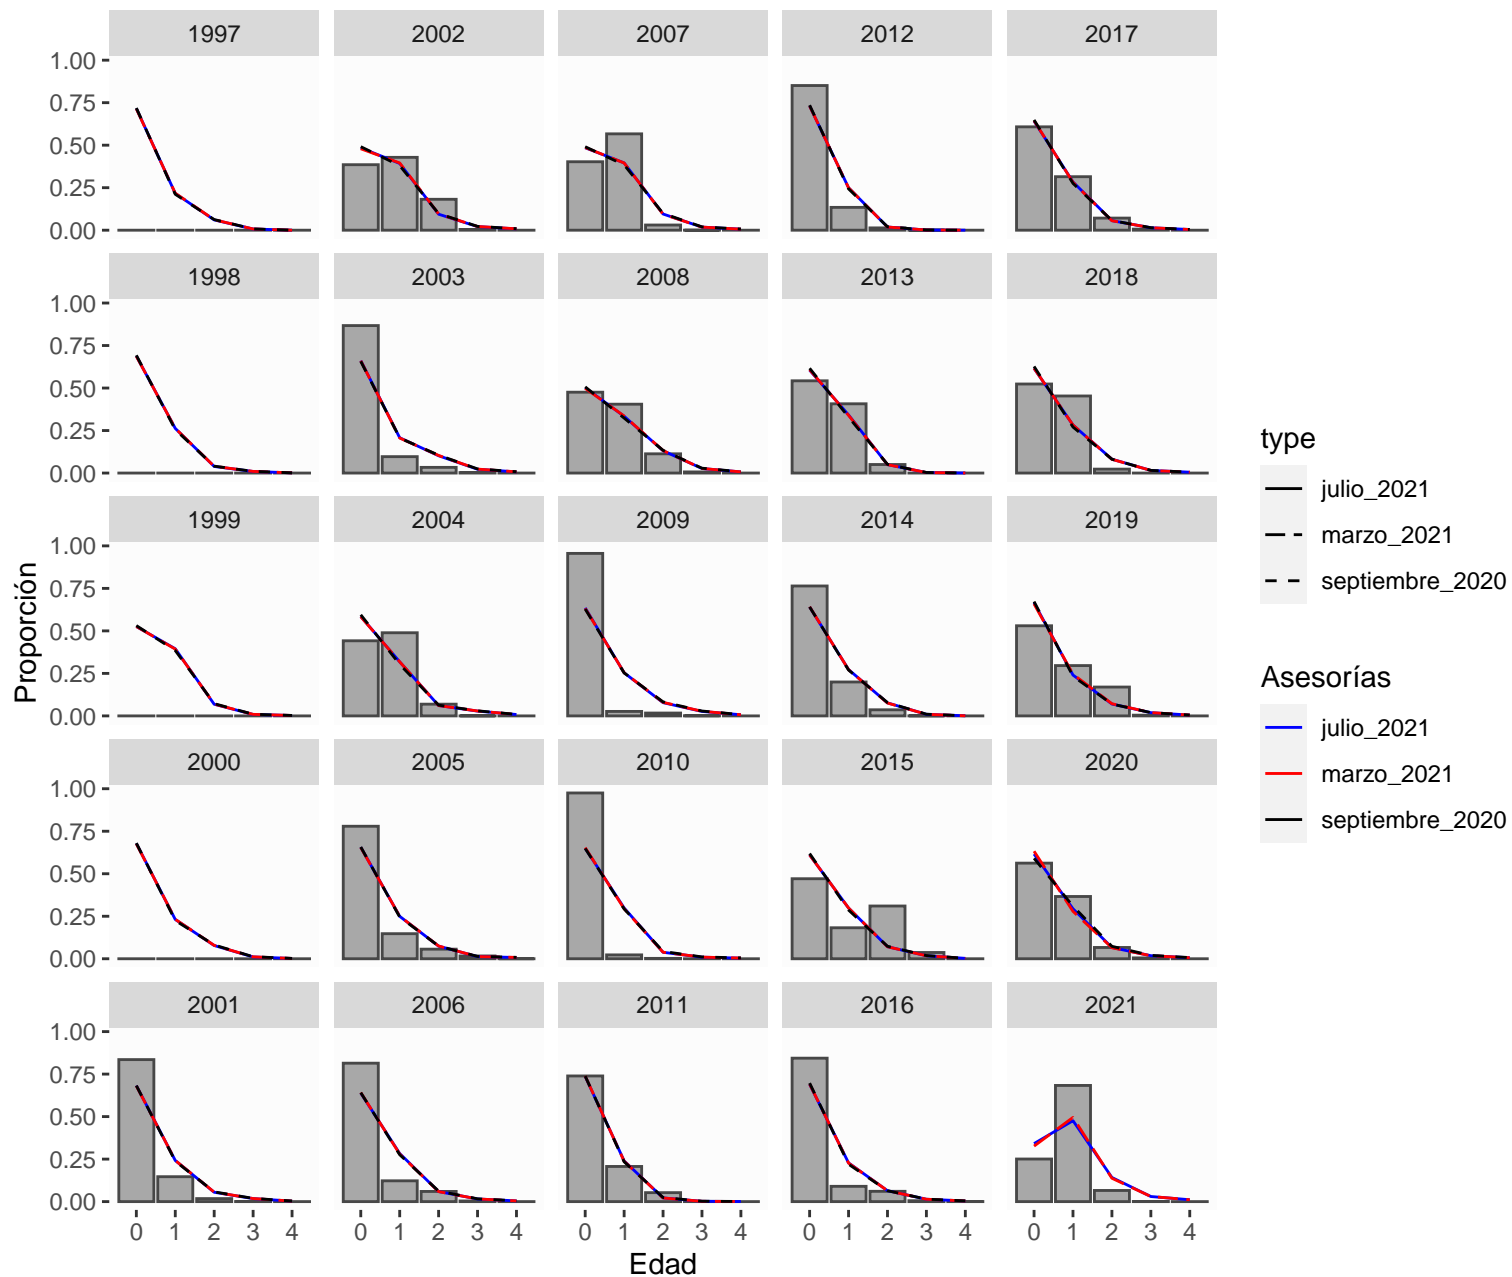 1997 2002 2007 2012 2017
1.00
0.75
0.50
0.25
0.00
1998 2003 2008 2013 2018
1.00
0.75
0.50
0.25
0.00
1999 2004 2009 2014 2019
1.00
0.75
0.50
0.25
0.00
2000 2005 2010 2015 2020
1.00
0.75
0.50
0.25
0.00
2001 2006 2011 2016 2021
1.00
0.75
0.50
0.25
0.00
0 1 2 3 4 0 1 2 3 4 0 1 2 3 4 0 1 2 3 4 0 1 2 3 4
Edad
Proporción
type
julio_2021
marzo_2021
septiembre_2020
Asesorías
julio_2021
marzo_2021
septiembre_2020